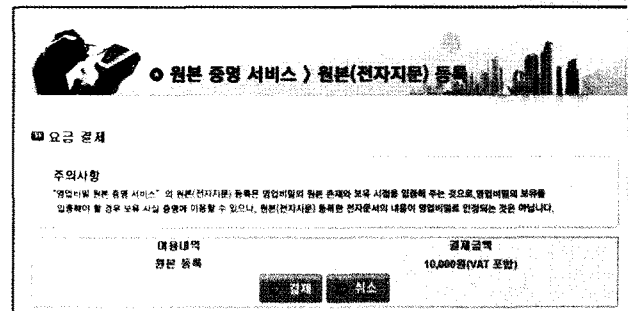 원본 증명 서비스 > 원본(전자지문) 등록
요금 결제
주의사항
"영업비밀 원본 증명 서비스" 의 원본(전자지문) 등록은 영업비밀의 원본 존재와 보유 시점을 입증해 주는 것으로 영업비밀의 보유를
입증해야 할 경우 보유 사실 증명에 이용할 수 있으나, 원본(전자지문) 등록한 전자문서의 내용이 영업비밀로 인정되는 것은 아닙니다.
이용내역 결제금액
원본 등록 10,000원(VAT 포함)
결제 취소